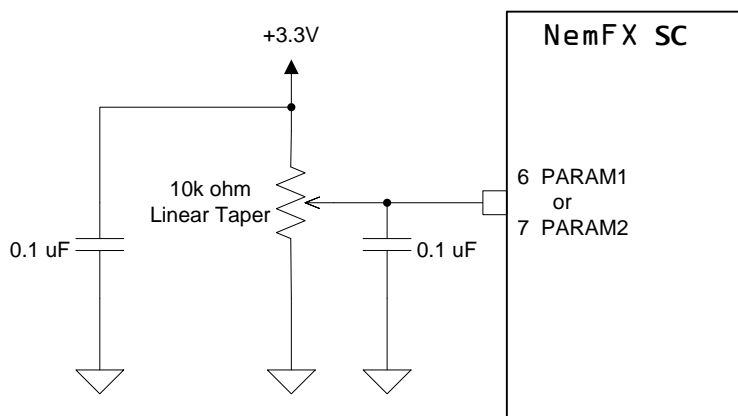 +3.3V
NemFX SC
10k ohm
Linear Taper
6 PARAM1
or
7 PARAM2
0.1 uF
0.1 uF